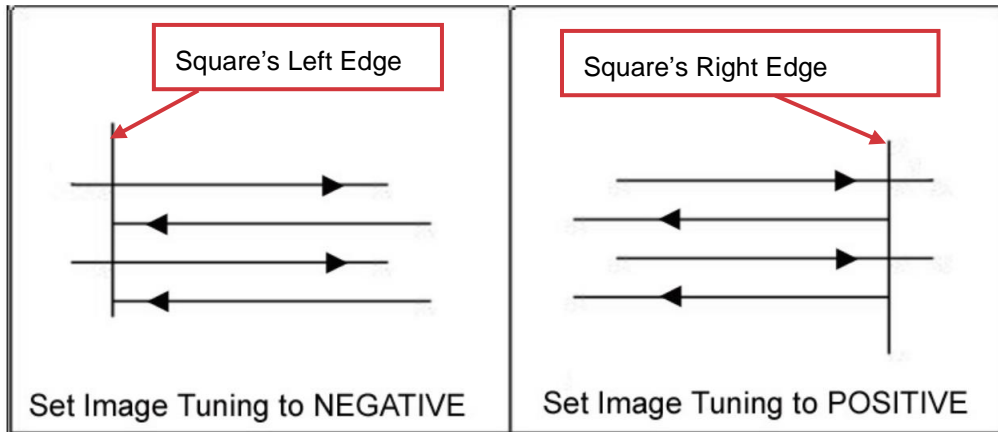 Square’s Left Edge
Square’s Right Edge
Set Image Tuning to NEGATIVE
Set Image Tuning to POSITIVE